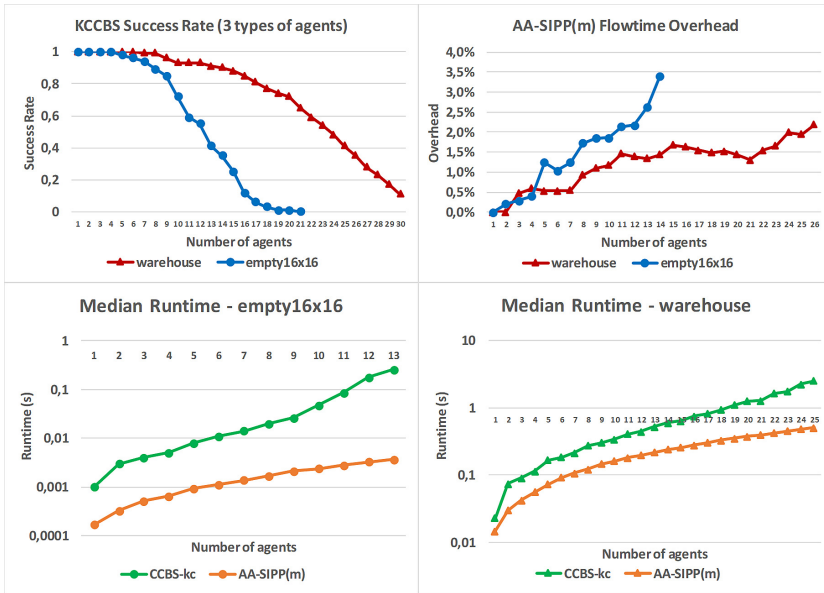 KCCBS Success Rate (3 types of agents)
Success Rate
1
0,8
0,6
0,4
0,2
0
1 2 3 4 5 6 7 8 9 10 11 12 13 14 15 16 17 18 19 20 21 22 23 24 25 26 27 28 29 30
Number of agents
warehouse empty16x16
AA-SIPP(m) Flowtime Overhead
Overhead
4,0%
3,5%
3,0%
2,5%
2,0%
1,5%
1,0%
0,5%
0,0%
1 2 3 4 5 6 7 8 9 10 11 12 13 14 15 16 17 18 19 20 21 22 23 24 25 26
Number of agents
warehouse empty16x16
Median Runtime - empty16x16
Runtime (s)
1
0,1
0,01
0,001
0,0001
1 2 3 4 5 6 7 8 9 10 11 12 13
Number of agents
CCBS-kc AA-SIPP(m)
Median Runtime - warehouse
Runtime (s)
10
1
0,1
0,01
1 2 3 4 5 6 7 8 9 10 11 12 13 14 15 16 17 18 19 20 21 22 23 24 25
Number of agents
CCBS-kc AA-SIPP(m)